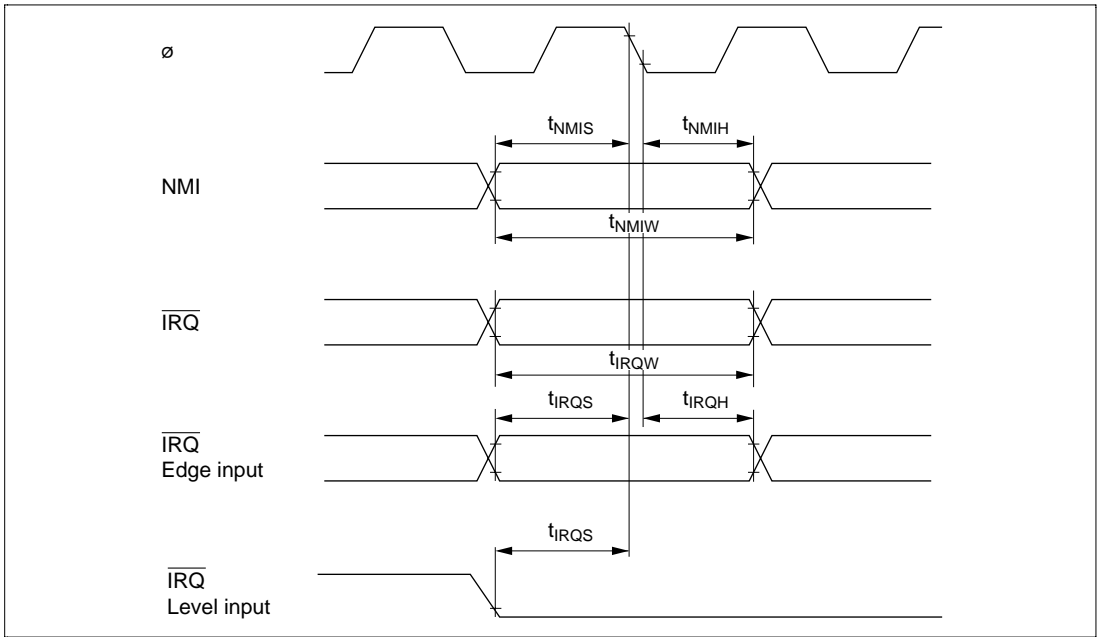 ø
tNMIS
tNMIH
NMI
tNMIW
IRQ
tIRQW
tIRQS
tIRQH
IRQ
Edge input
tIRQS
IRQ
Level input